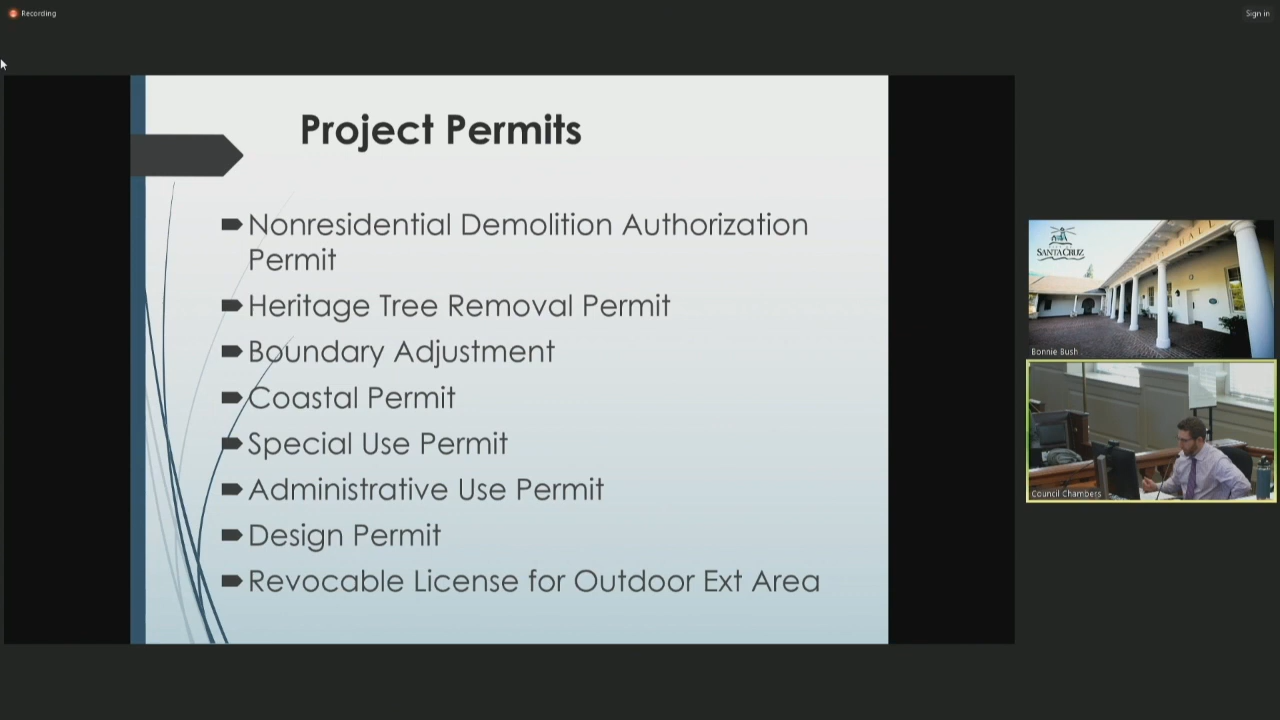 Recording
Sign in
Project Permits
Nonresidential Demolition Authorization
Permit
Heritage Tree Removal Permit
Boundary Adjustment
Coastal Permit
Special Use Permit
Administrative Use Permit
Design Permit
Revocable License for Outdoor Ext Area
SANTA CRUZ
HALL
Bonnie Bush
Council Chambers